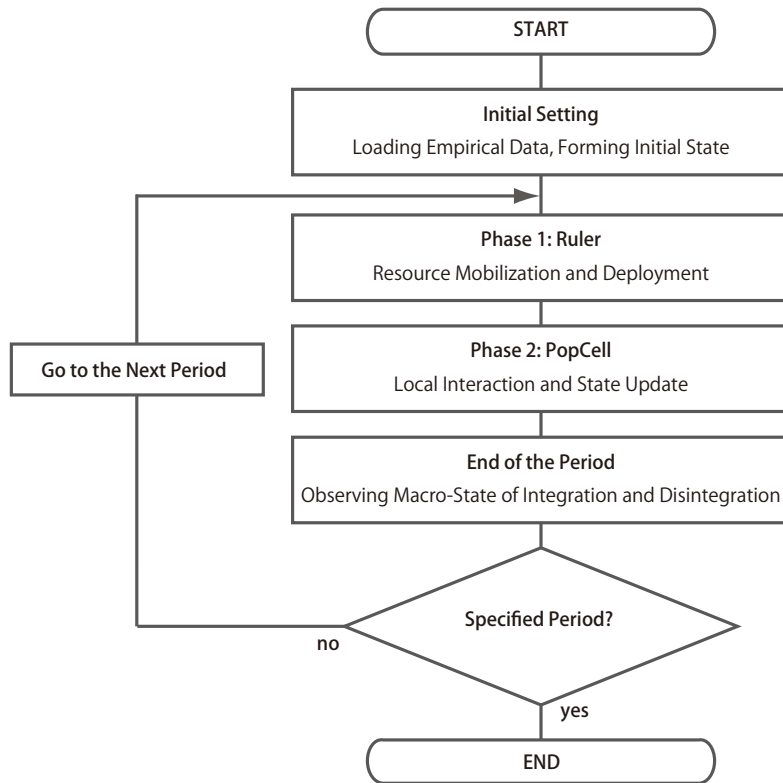 START
Initial Setting
Loading Empirical Data, Forming Initial State
Phase 1: Ruler
Resource Mobilization and Deployment
Phase 2: PopCell
Local Interaction and State Update
Go to the Next Period
End of the Period
Observing Macro-State of Integration and Disintegration
Specified Period?
no
yes
END